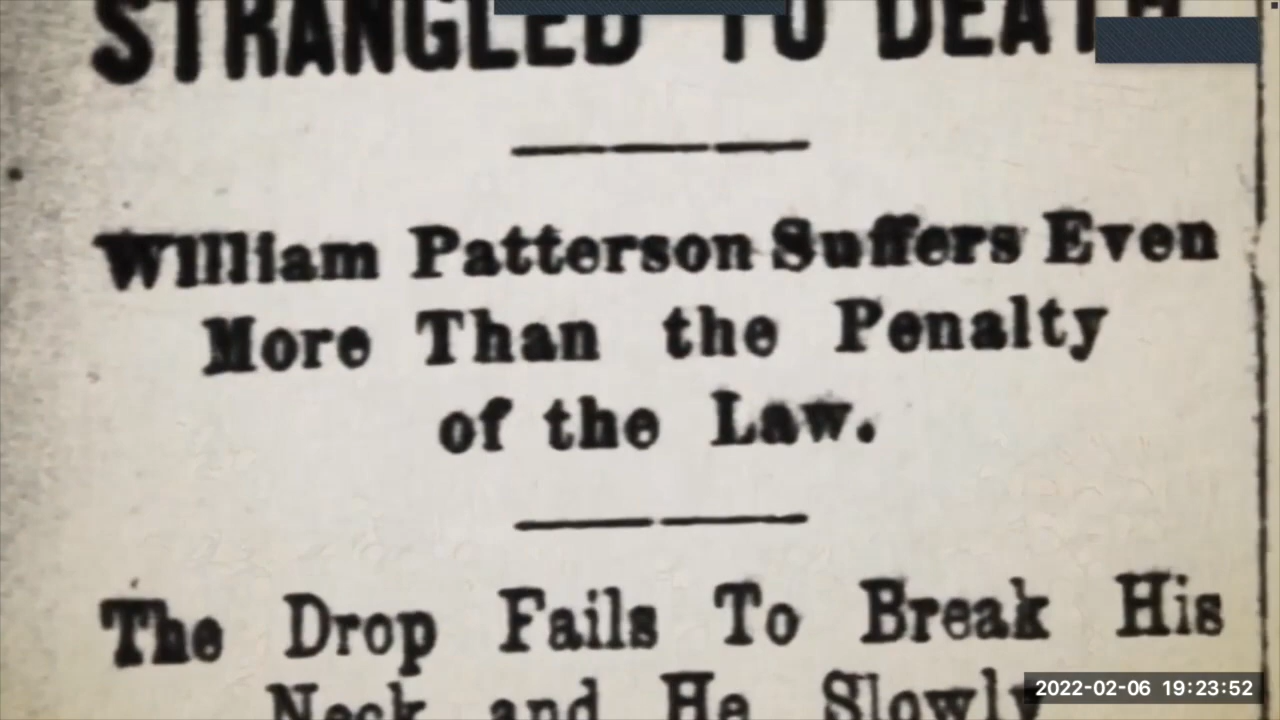 STRANGLED TO DEATH
William Patterson Suffers Even
More Than the Penalty
of the Law.
The Drop Fails To Break His
Neck and He Slowly
2022-02-06 19:23:52